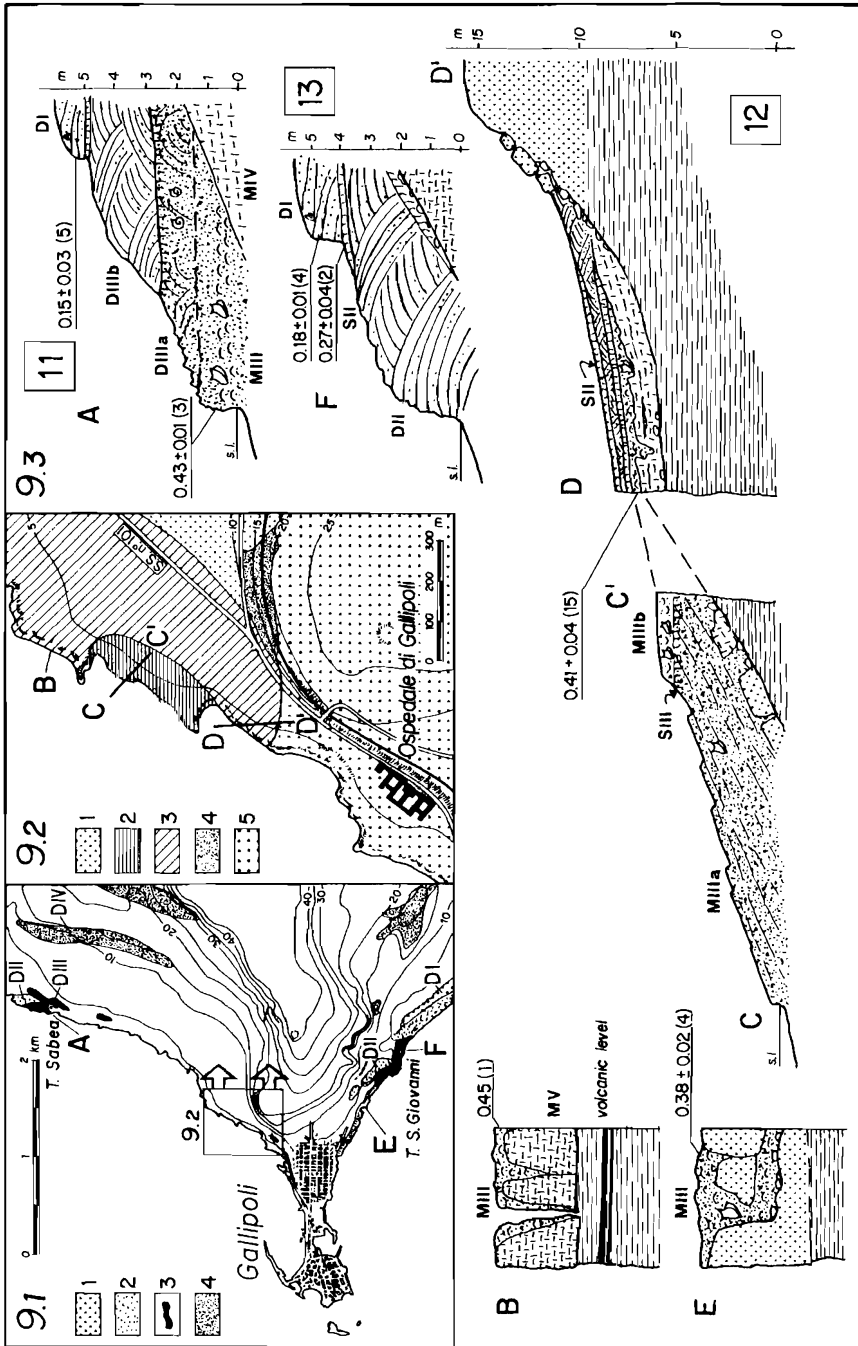 9.1
1
2
3
4
0
1
2 km
T. Sabea
DII
DIII
A
DIV
10
20
30
40
9.2
Gallipoli
40
30
20
10
DII
DI
E
F
T. S. Giovanni
9.2
1
2
3
4
5
B
C
C'
D
D'
5
SS. n° 101
10
15
20
25
Ospedale di Gallipoli
0 100 200 300
m
9.3
11
A
0.15±0.03 (5)
0.43±0.01 (3)
DI
DIIIb
DIIIa
MIII
MIV
s.l.
m
5
4
3
2
1
0
13
F
0.18±0.01 (4)
0.27±0.04 (2)
DI
SII
DII
s.l.
m
5
4
3
2
1
0
B
MIII
0.45 (1)
MV
volcanic level
E
MIII
0.38±0.02 (4)
C
s.l.
MIIIa
SIII
MIIIb
C'
0.41±0.04 (15)
D
SII
D'
12
m
15
10
5
0